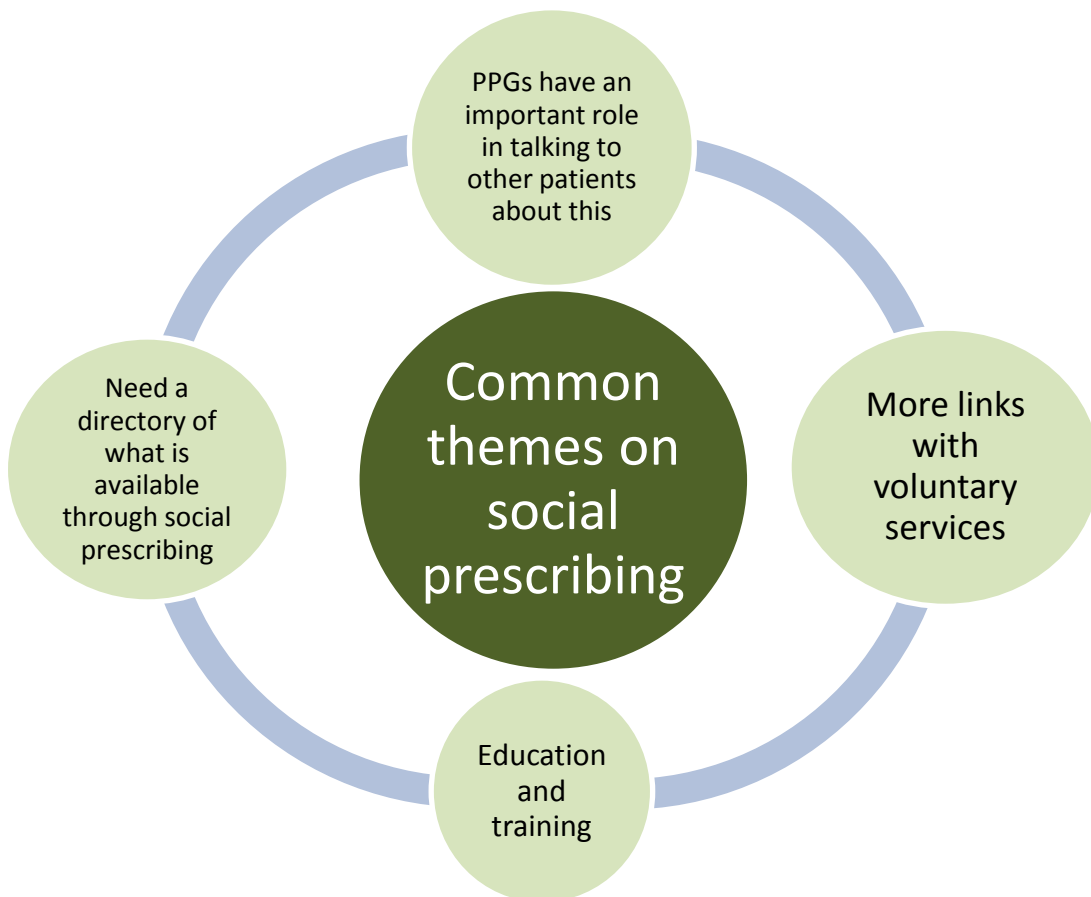 PPGs have an
important role
in talking to
other patients
about this
Common
themes on
social
prescribing
More links
with
voluntary
services
Education
and
training
Need a
directory of
what is
available
through social
prescribing